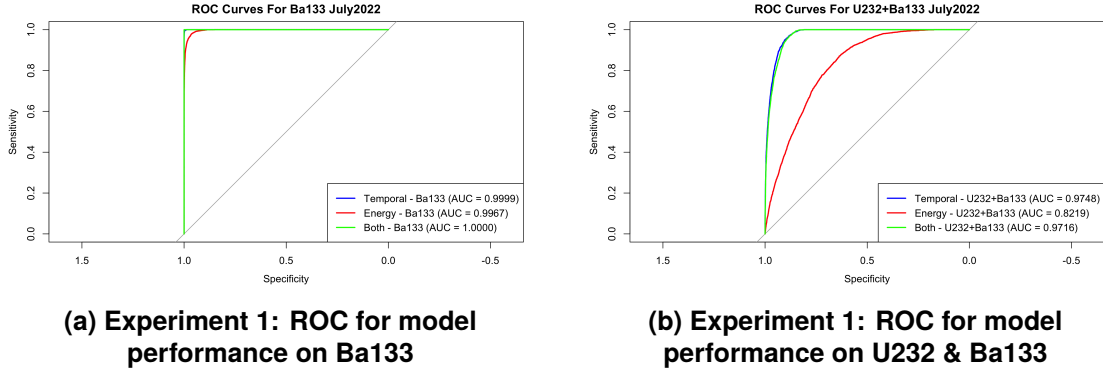 ROC Curves For Ba133 July2022
Sensitivity
1.0
0.8
0.6
0.4
0.2
0.0
Temporal - Ba133 (AUC = 0.9999)
Energy - Ba133 (AUC = 0.9967)
Both - Ba133 (AUC = 1.0000)
1.5 1.0 0.5 0.0 -0.5
Specificity
(a) Experiment 1: ROC for model
performance on Ba133
ROC Curves For U232+Ba133 July2022
Sensitivity
1.0
0.8
0.6
0.4
0.2
0.0
Temporal - U232+Ba133 (AUC = 0.9748)
Energy - U232+Ba133 (AUC = 0.8219)
Both - U232+Ba133 (AUC = 0.9716)
1.5 1.0 0.5 0.0 -0.5
Specificity
(b) Experiment 1: ROC for model
performance on U232 & Ba133